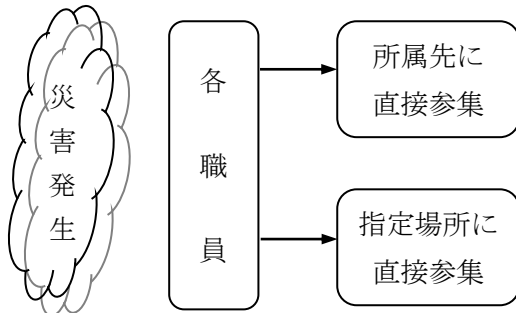 災害発生
各職員
所属先に
直接参集
指定場所に
直接参集